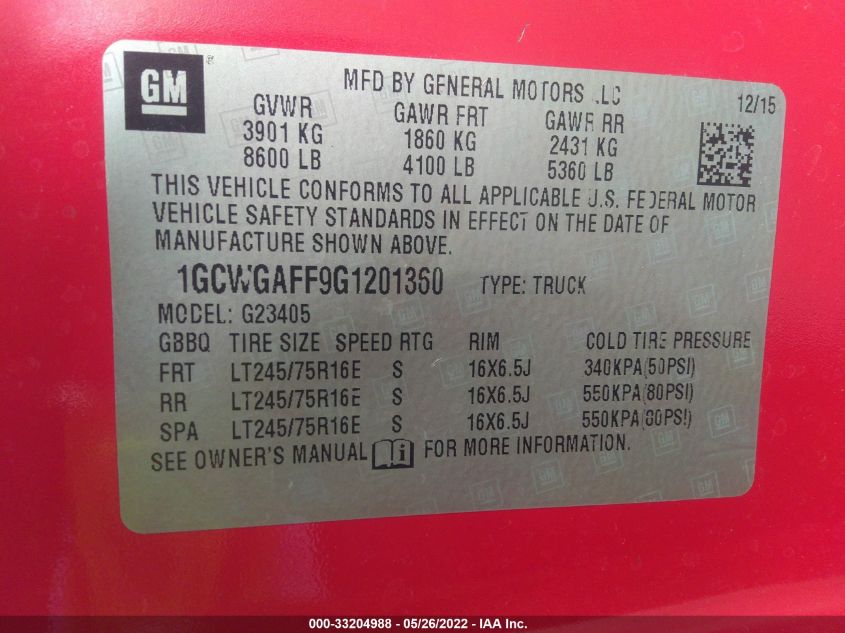 GM
MFD BY GENERAL MOTORS LLC
12/15
GVWR GAWR FRT GAWR RR
3901 KG 1860 KG 2431 KG
8600 LB 4100 LB 5360 LB
THIS VEHICLE CONFORMS TO ALL APPLICABLE U.S. FEDERAL MOTOR
VEHICLE SAFETY STANDARDS IN EFFECT ON THE DATE OF
MANUFACTURE SHOWN ABOVE.
1GCWGAFF9G1201360 TYPE: TRUCK
MODEL: G23405
GBBQ TIRE SIZE SPEED RTG RIM COLD TIRE PRESSURE
FRT LT245/75R16E S 16X6.5J 340KPA(50PSI)
RR LT245/75R16E S 16X6.5J 550KPA(80PSI)
SPA LT245/75R16E S 16X6.5J 550KPA(80PSI)
SEE OWNER'S MANUAL FOR MORE INFORMATION.
000-33204988 - 05/26/2022 - IAA Inc.